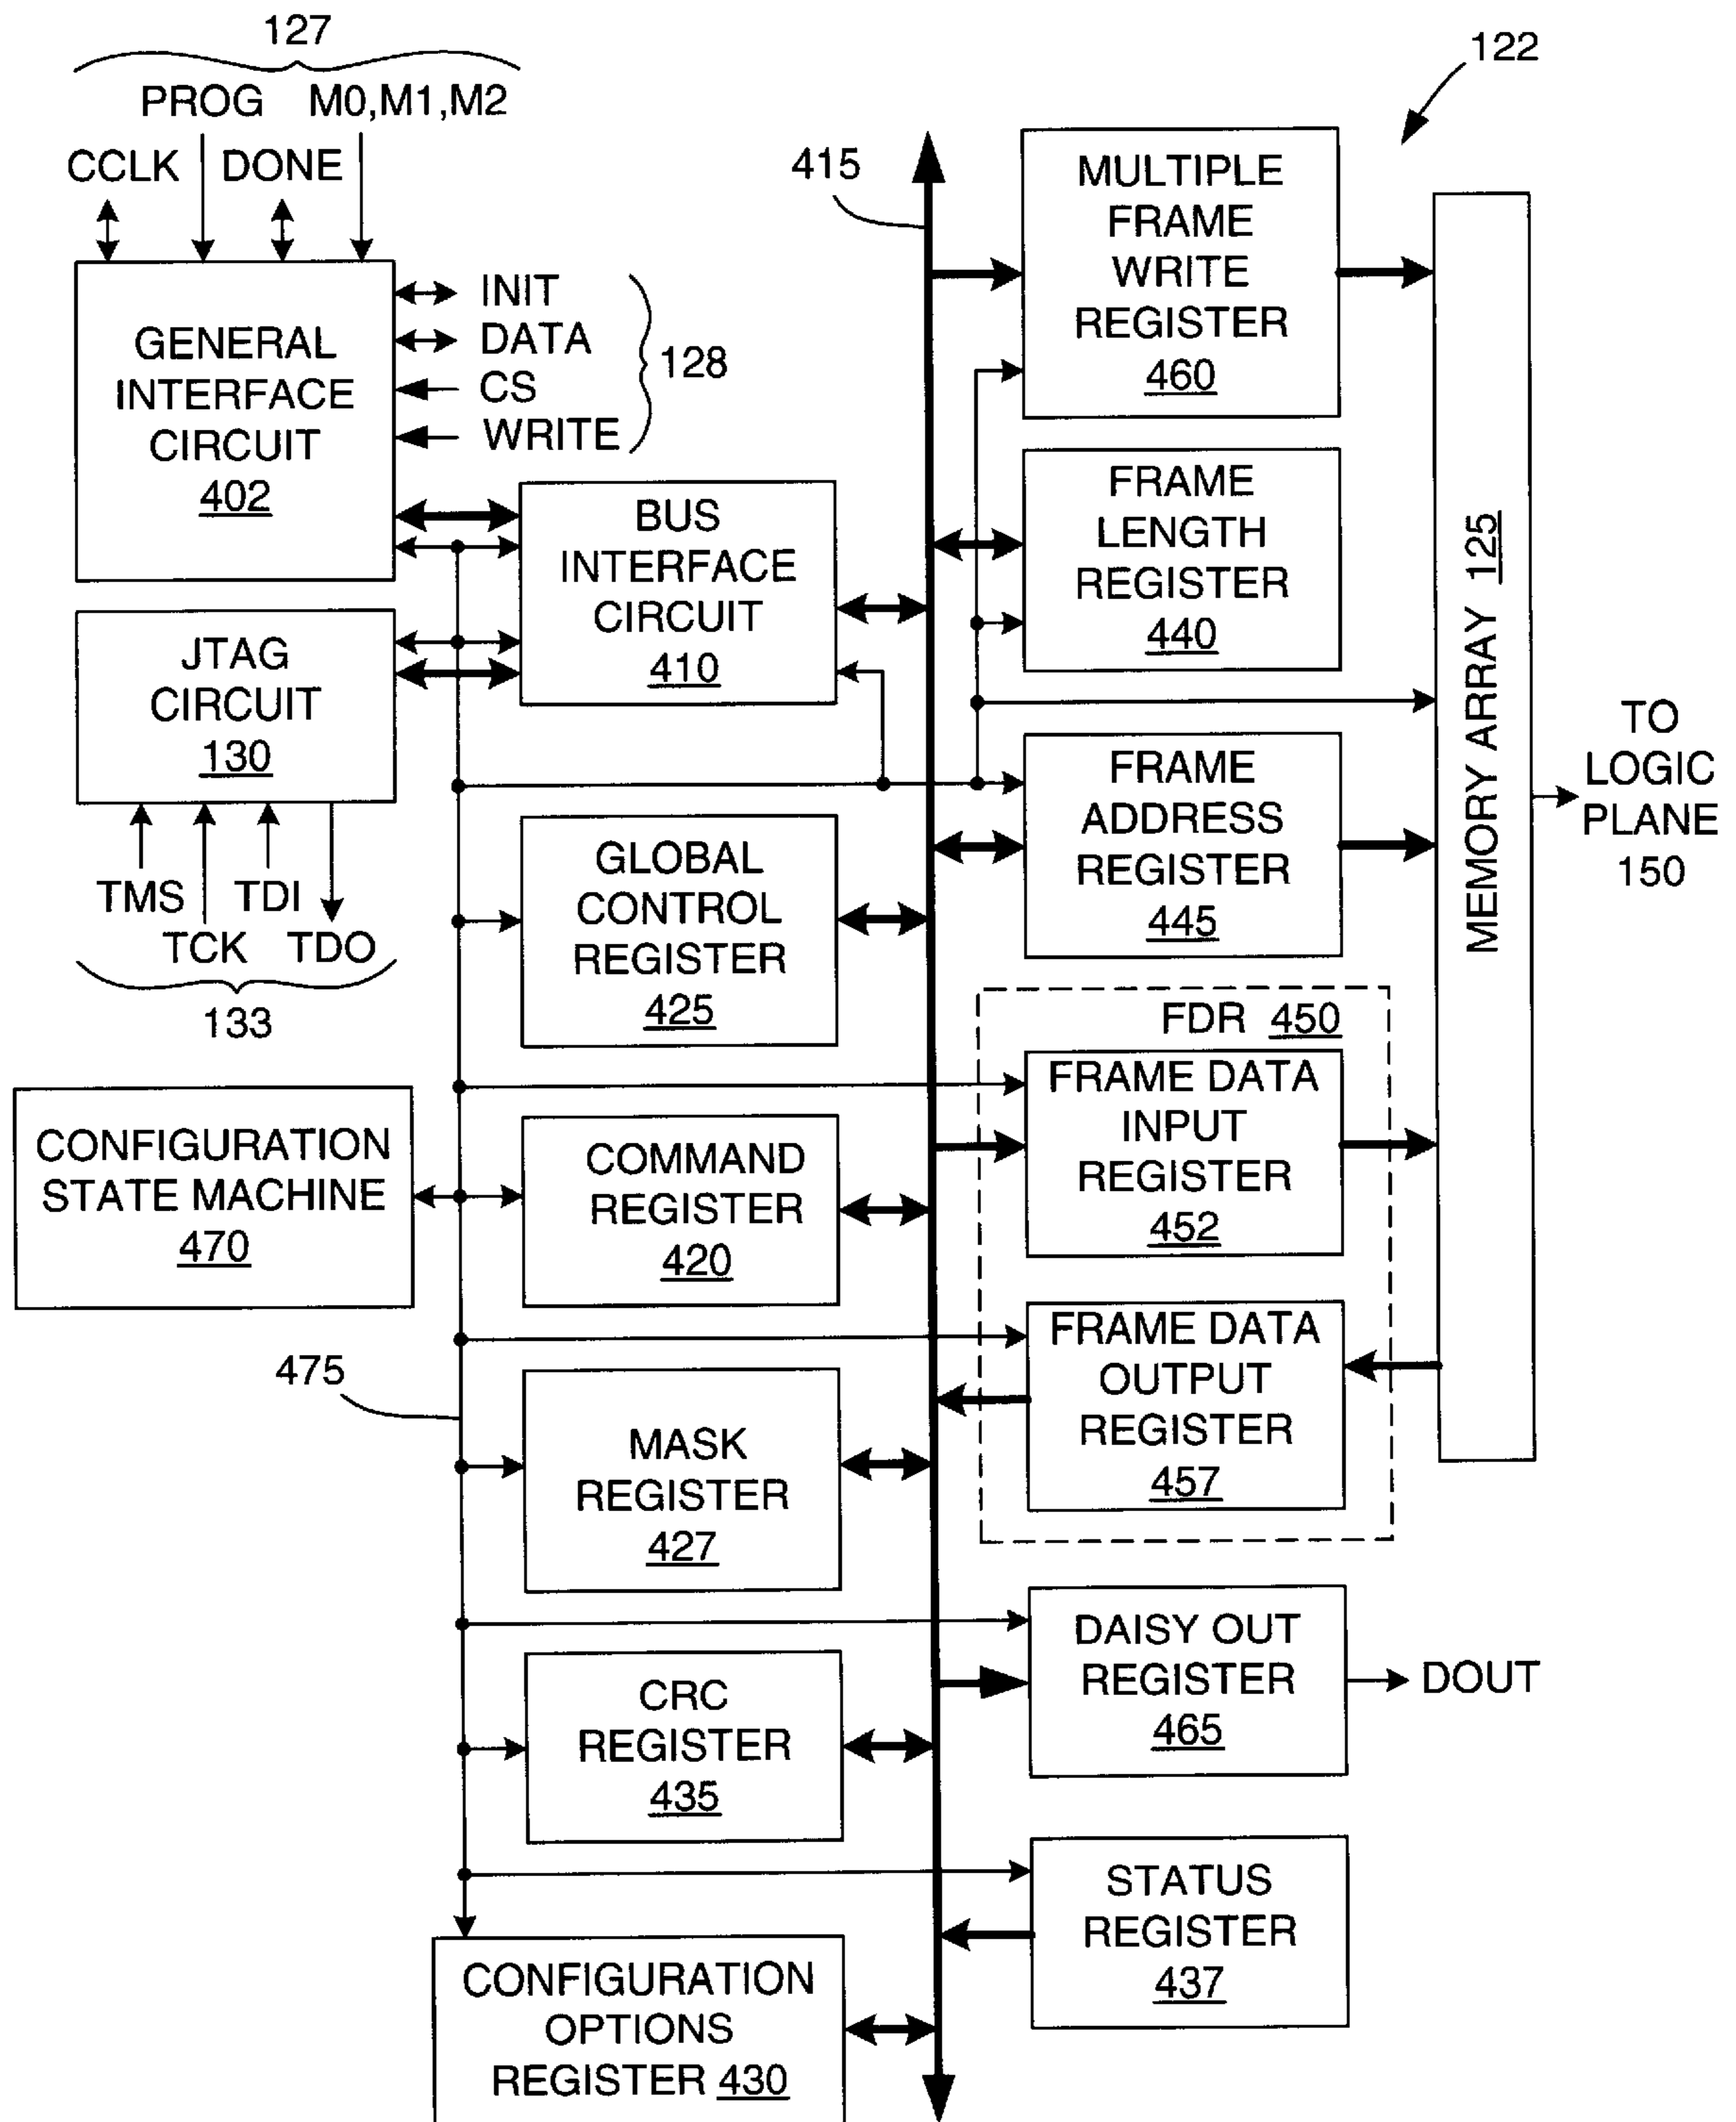 127
PROG M0,M1,M2
CCLK DONE
GENERAL
INTERFACE
CIRCUIT
402
INIT
DATA
CS
WRITE
128
JTAG
CIRCUIT
130
TMS TDI
TCK TDO
133
BUS
INTERFACE
CIRCUIT
410
GLOBAL
CONTROL
REGISTER
425
CONFIGURATION
STATE MACHINE
470
COMMAND
REGISTER
420
475
MASK
REGISTER
427
CRC
REGISTER
435
CONFIGURATION
OPTIONS
REGISTER 430
415
122
MULTIPLE
FRAME
WRITE
REGISTER
460
FRAME
LENGTH
REGISTER
440
FRAME
ADDRESS
REGISTER
445
FDR 450
FRAME DATA
INPUT
REGISTER
452
FRAME DATA
OUTPUT
REGISTER
457
DAISY OUT
REGISTER
465
DOUT
STATUS
REGISTER
437
MEMORY ARRAY 125
TO
LOGIC
PLANE
150